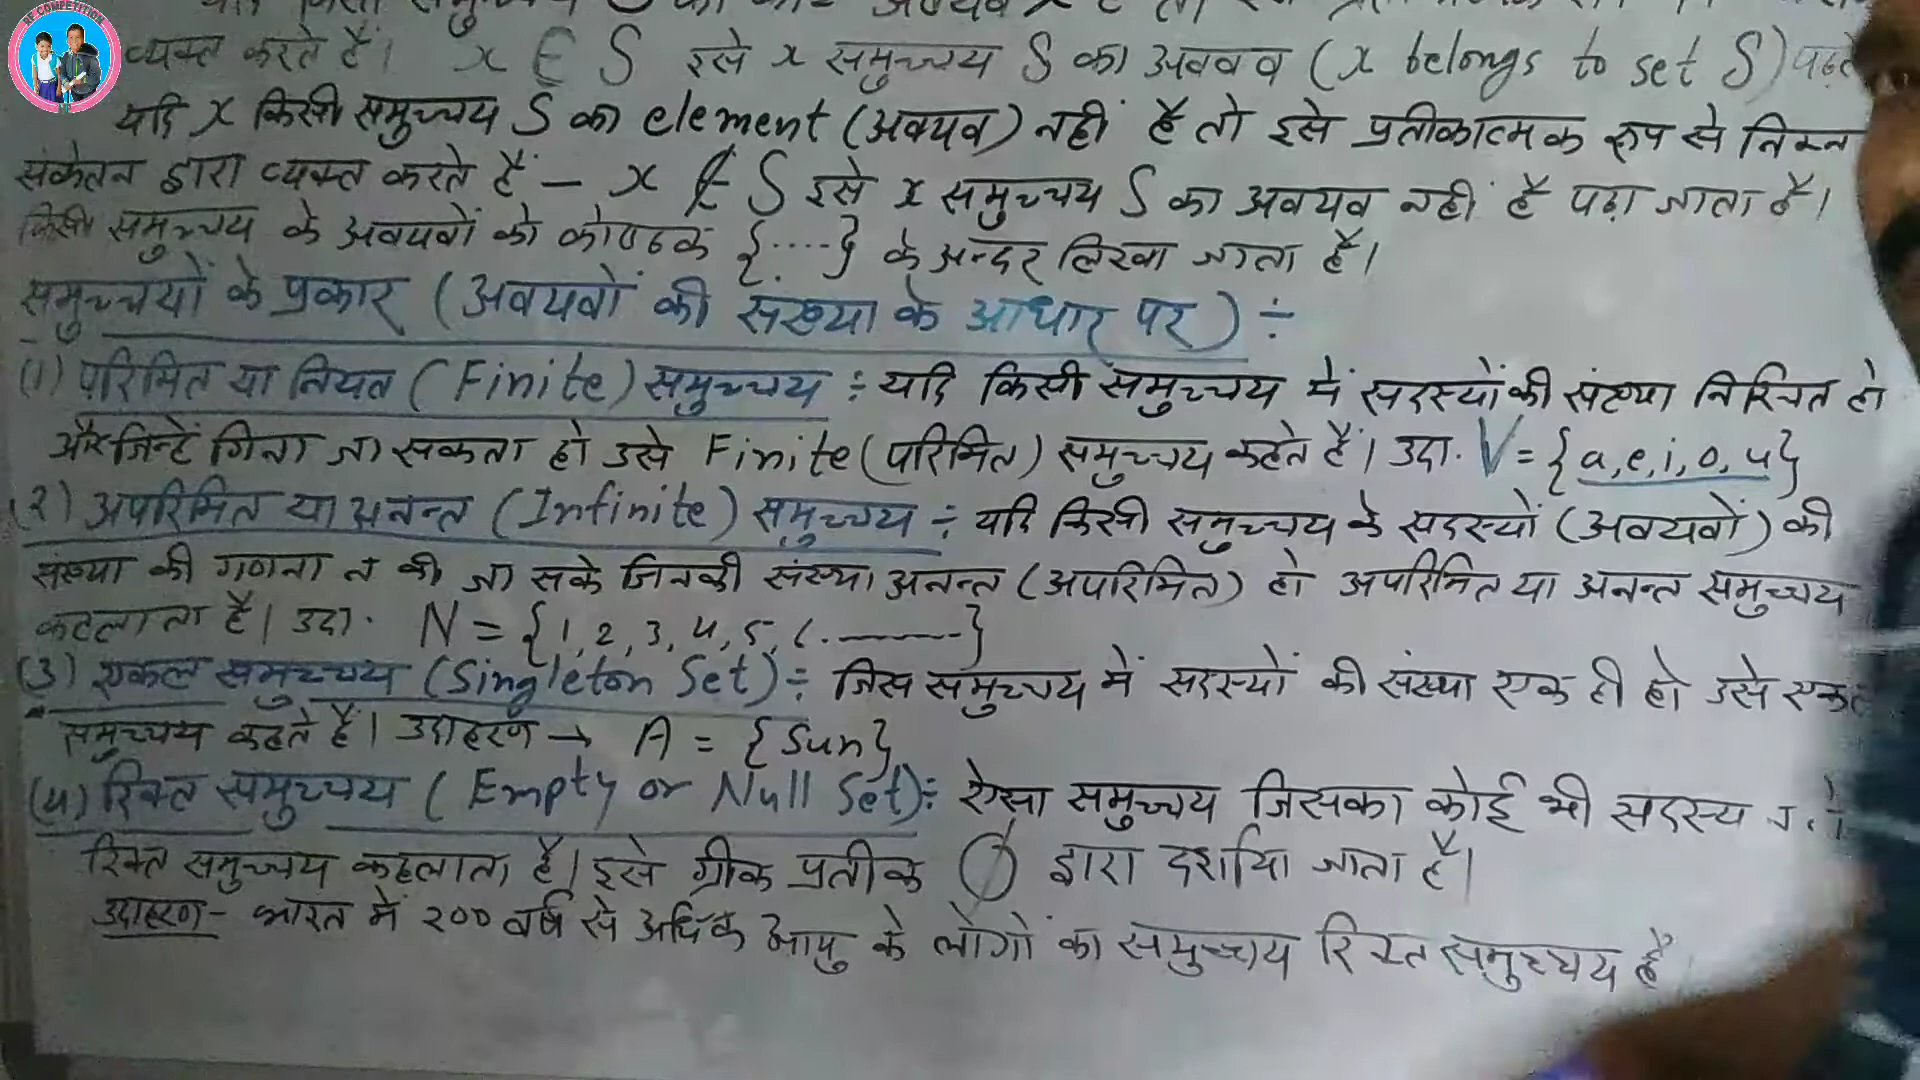 व्यक्त करते हैं। x ∈ S इसे x समुच्चय S का अवयव (x belongs to set S) पढ़ते
यदि x किसी समुच्चय S का element (अवयव) नहीं है तो इसे प्रतीकात्मक रूप से निम्न
संकेतन द्वारा व्यक्त करते हैं – x ∉ S इसे x समुच्चय S का अवयव नहीं है पढ़ा जाता है।
किसी समुच्चय के अवयवों को कोष्ठक {....} के अन्दर लिखा जाता है।
समुच्चयों के प्रकार (अवयवों की संख्या के आधार पर) ÷
(1) परिमित या नियत (Finite) समुच्चय ÷ यदि किसी समुच्चय में सदस्यों की संख्या निश्चित हो
और जिन्हें गिना जा सकता हो उसे Finite (परिमित) समुच्चय कहते हैं। उदा. V = {a, e, i, o, u}
(2) अपरिमित या अनन्त (Infinite) समुच्चय ÷ यदि किसी समुच्चय के सदस्यों (अवयवों) की
संख्या की गणना न की जा सके जिनकी संख्या अनन्त (अपरिमित) हो अपरिमित या अनन्त समुच्चय
कहलाता है। उदा. N = {1, 2, 3, 4, 5, 6. ———}
(3) एकल समुच्चय (Singleton Set) ÷ जिस समुच्चय में सदस्यों की संख्या एक ही हो उसे एकल
समुच्चय कहते हैं। उदाहरण → A = {Sun}
(4) रिक्त समुच्चय (Empty or Null Set) ÷ ऐसा समुच्चय जिसका कोई भी सदस्य
रिक्त समुच्चय कहलाता है। इसे ग्रीक प्रतीक ∅ द्वारा दर्शाया जाता है।
उदाहरण – भारत में 200 वर्ष से अधिक आयु के लोगों का समुच्चय रिक्त समुच्चय है